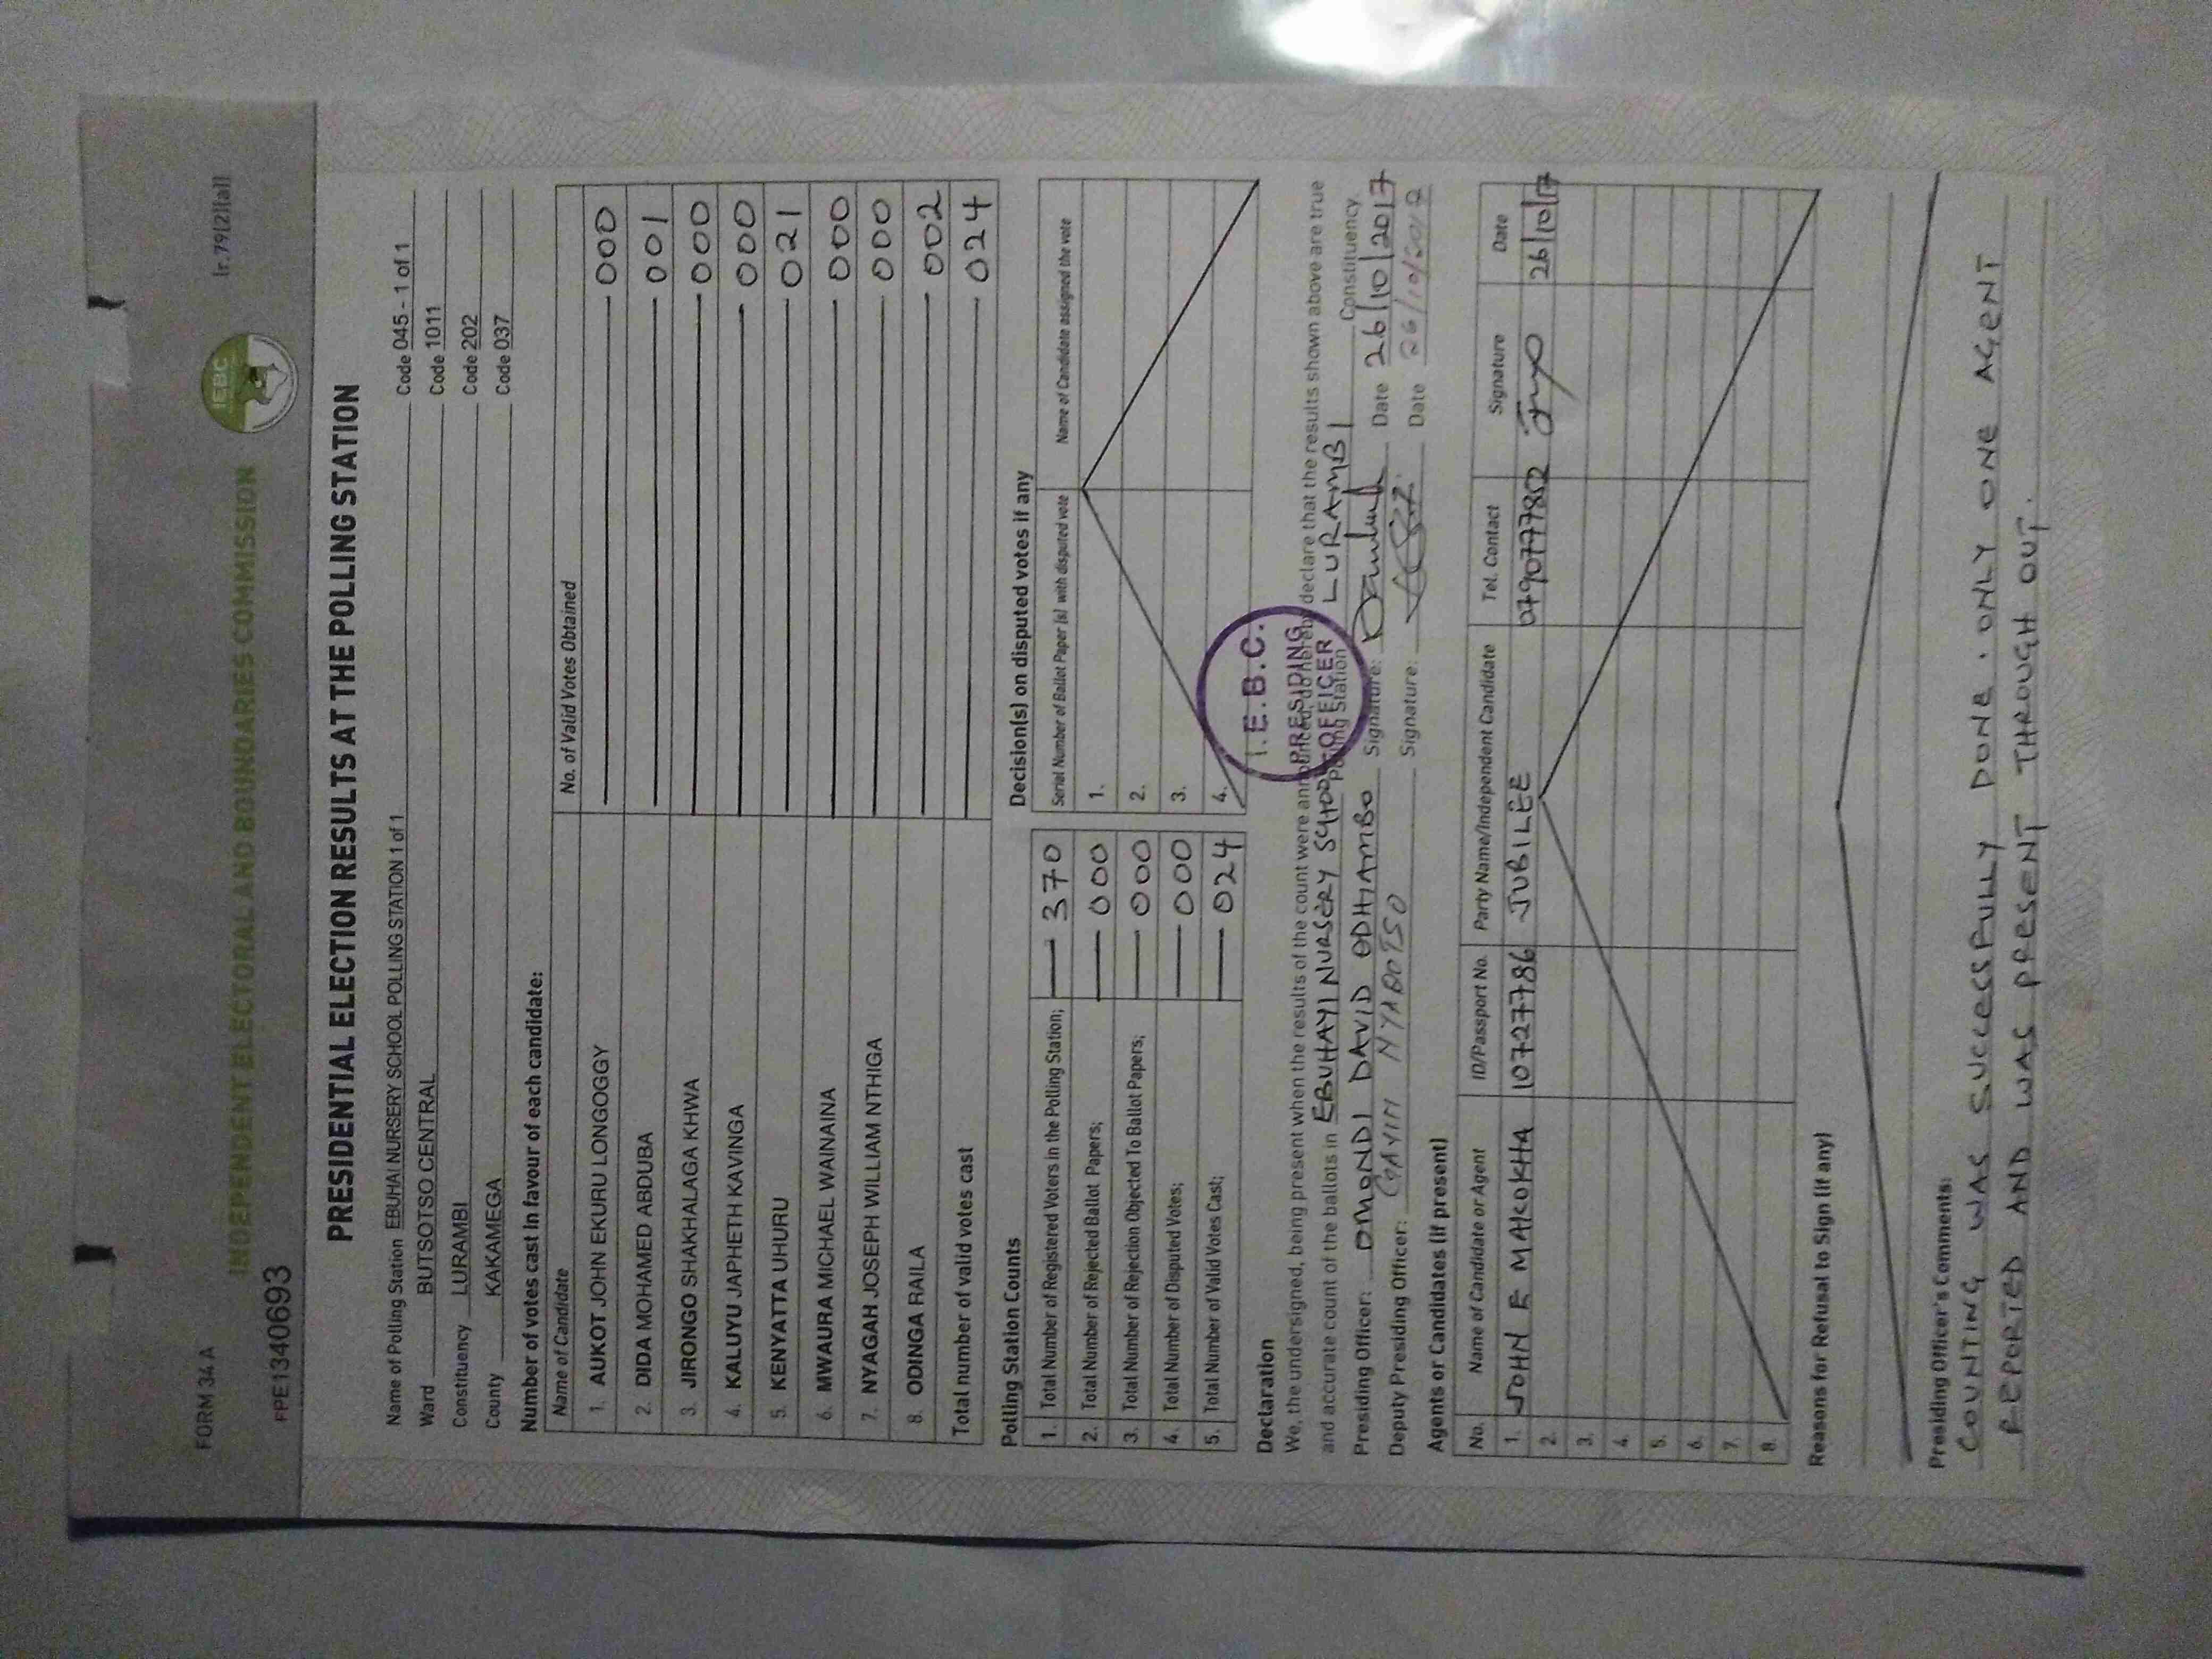 FORM 34 A
Ir.79(2)(a)
INDEPENDENT ELECTORAL AND BOUNDARIES COMMISSION
IEBC
FPE1340693
PRESIDENTIAL ELECTION RESULTS AT THE POLLING STATION
Name of Polling Station EBUHAI NURSERY SCHOOL POLLING STATION 1 of 1 Code 045 - 1 of 1
Ward BUTSOTSO CENTRAL Code 1011
Constituency LURAMBI Code 202
County KAKAMEGA Code 037
Number of votes cast in favour of each candidate:
Name of Candidate No. of Valid Votes Obtained
1. AUKOT JOHN EKURU LONGOGGY 000
2. DIDA MOHAMED ABDUBA 001
3. JIRONGO SHAKHALAGA KHWA 000
4. KALUYU JAPHETH KAVINGA 000
5. KENYATTA UHURU 021
6. MWAURA MICHAEL WAINAINA 000
7. NYAGAH JOSEPH WILLIAM NTHIGA 000
8. ODINGA RAILA 002
Total number of valid votes cast 024
Polling Station Counts
1. Total Number of Registered Voters in the Polling Station; 370
2. Total Number of Rejected Ballot Papers; 000
3. Total Number of Rejection Objected To Ballot Papers; 000
4. Total Number of Disputed Votes; 000
5. Total Number of Valid Votes Cast; 024
Decision(s) on disputed votes if any
Serial Number of Ballot Paper (s) with disputed vote Name of Candidate assigned the vote
1.
2.
3.
4.
I.E.B.C.
PRESIDING
OFFICER
Declaration
We, the undersigned, being present when the results of the count were announced, do hereby declare that the results shown above are true
and accurate count of the ballots in EBUHAYI NURSERY SCHOOL Polling Station LURAMBI Constituency.
Presiding Officer: OMONDI DAVID ODHIAMBO Signature: Date 26/10/2017
Deputy Presiding Officer: Signature: Date
Agents or Candidates (if present)
No. Name of Candidate or Agent ID/Passport No. Party Name/Independent Candidate Tel. Contact Signature Date
1. JOHN E MAKOKHA 10727786 JUBILEE 0790777852 26/10/17
2.
3.
4.
5.
6.
7.
8.
Reasons for Refusal to Sign (if any)
Presiding Officer's Comments:
COUNTING WAS SUCCESSFULLY DONE. ONLY ONE AGENT
REPORTED AND WAS PRESENT THROUGH OUT.